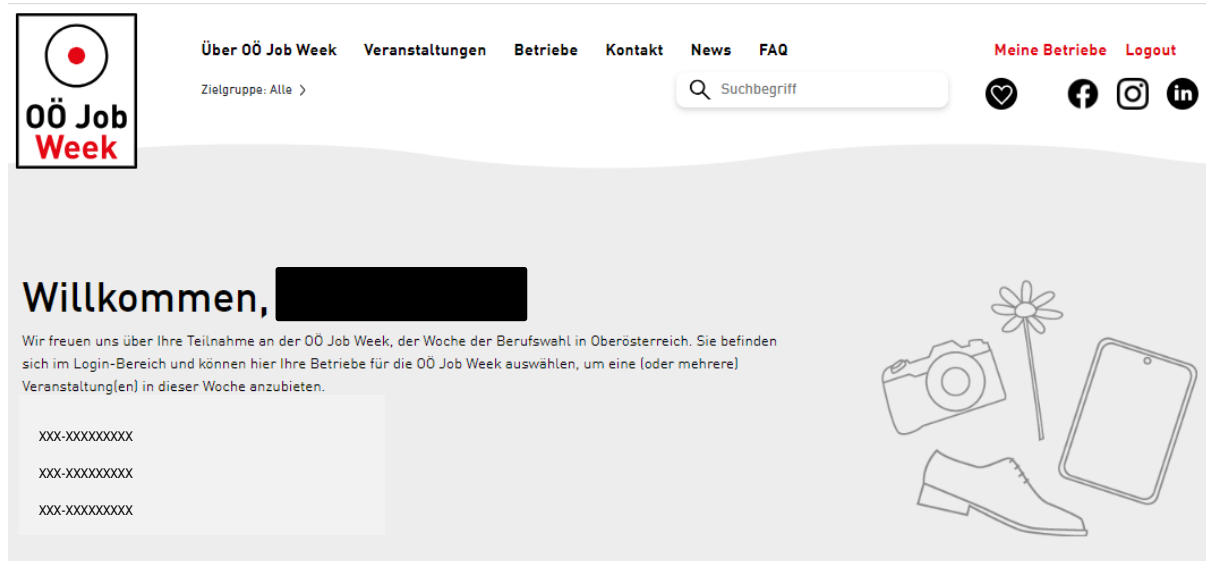 OÖ Job
Week
Über OÖ Job Week Veranstaltungen Betriebe Kontakt News FAQ
Meine Betriebe Logout
Zielgruppe: Alle >
Suchbegriff
in
Willkommen,
Wir freuen uns über Ihre Teilnahme an der OÖ Job Week, der Woche der Berufswahl in Oberösterreich. Sie befinden
sich im Login-Bereich und können hier Ihre Betriebe für die OÖ Job Week auswählen, um eine (oder mehrere)
Veranstaltung(en) in dieser Woche anzubieten.
XXX-XXXXXXXXX
XXX-XXXXXXXXX
XXX-XXXXXXXXX